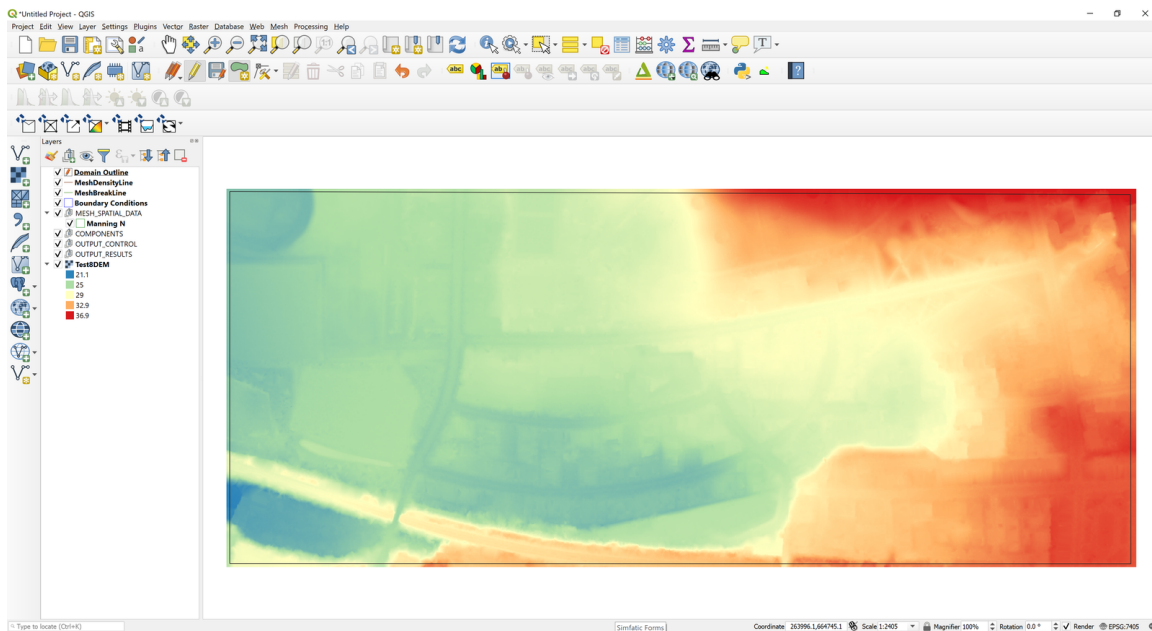 *Untitled Project - QGIS
Project Edit View Layer Settings Plugins Vector Raster Database Web Mesh Processing Help
Layers
Domain Outline
MeshDensityLine
MeshBreakLine
Boundary Conditions
MESH_SPATIAL_DATA
Manning N
COMPONENTS
OUTPUT_CONTROL
OUTPUT_RESULTS
Test8DEM
21.1
25
29
32.9
36.9
Type to locate (Ctrl+K) Simfatic Forms Coordinate 263996.1,664745.1 Scale 1:2405 Magnifier 100% Rotation 0.0 ° Render EPSG:7405